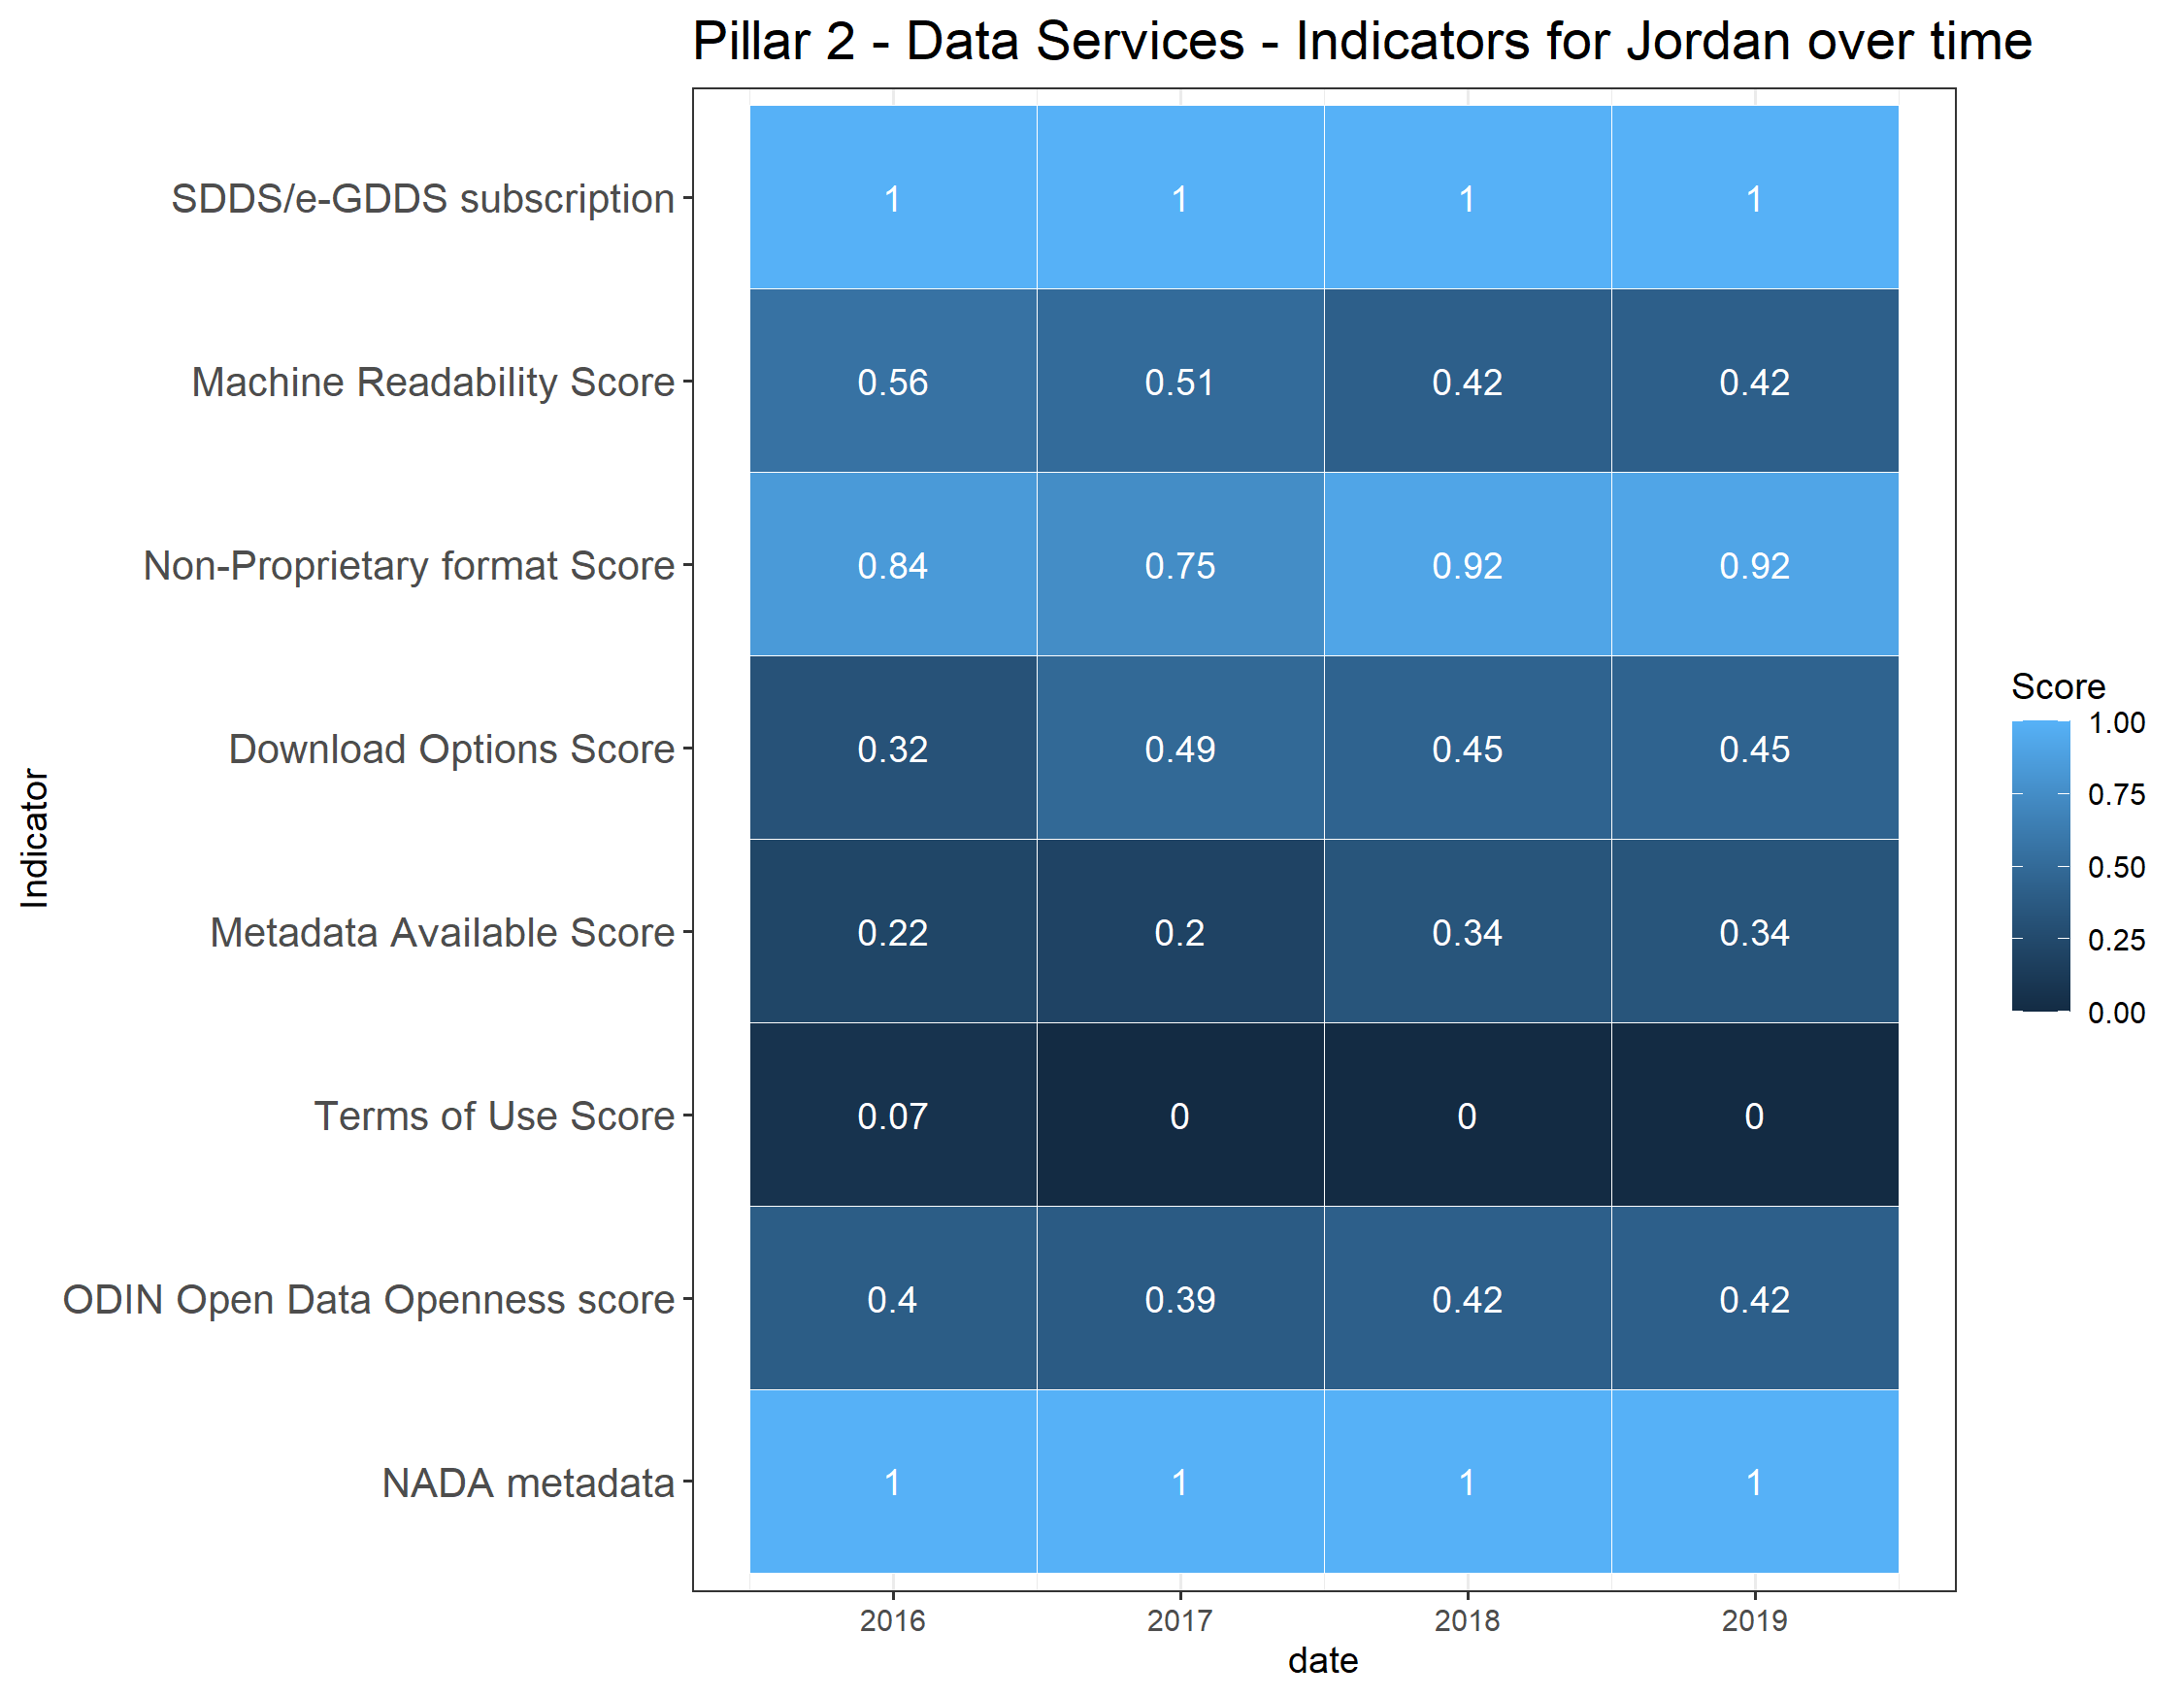 Pillar 2 - Data Services - Indicators for Jordan over time
SDDS/e-GDDS subscription 1 1 1 1
Machine Readability Score 0.56 0.51 0.42 0.42
Non-Proprietary format Score 0.84 0.75 0.92 0.92
Download Options Score 0.32 0.49 0.45 0.45
Metadata Available Score 0.22 0.2 0.34 0.34
Terms of Use Score 0.07 0 0 0
ODIN Open Data Openness score 0.4 0.39 0.42 0.42
NADA metadata 1 1 1 1
Indicator
2016 2017 2018 2019
date
Score
1.00
0.75
0.50
0.25
0.00